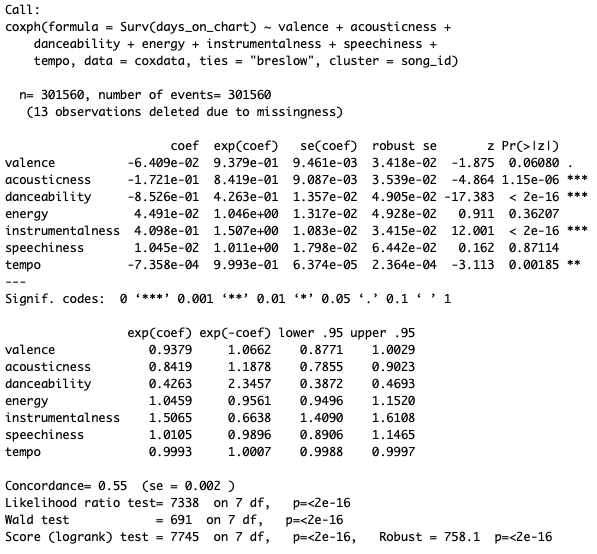 Call:
coxph(formula = Surv(days_on_chart) ~ valence + acousticness +
    danceability + energy + instrumentalness + speechiness +
    tempo, data = coxdata, ties = "breslow", cluster = song_id)

  n= 301560, number of events= 301560
   (13 observations deleted due to missingness)

                       coef  exp(coef)   se(coef)  robust se       z Pr(>|z|)
valence          -6.409e-02  9.379e-01  9.461e-03  3.418e-02  -1.875  0.06080 .
acousticness     -1.721e-01  8.419e-01  9.087e-03  3.539e-02  -4.864 1.15e-06 ***
danceability     -8.526e-01  4.263e-01  1.357e-02  4.905e-02 -17.383  < 2e-16 ***
energy            4.491e-02  1.046e+00  1.317e-02  4.928e-02   0.911  0.36207
instrumentalness  4.098e-01  1.507e+00  1.083e-02  3.415e-02  12.001  < 2e-16 ***
speechiness       1.045e-02  1.011e+00  1.798e-02  6.442e-02   0.162  0.87114
tempo            -7.358e-04  9.993e-01  6.374e-05  2.364e-04  -3.113  0.00185 **
---
Signif. codes:  0 ‘***’ 0.001 ‘**’ 0.01 ‘*’ 0.05 ‘.’ 0.1 ‘ ’ 1

                 exp(coef) exp(-coef) lower .95 upper .95
valence             0.9379     1.0662    0.8771    1.0029
acousticness        0.8419     1.1878    0.7855    0.9023
danceability        0.4263     2.3457    0.3872    0.4693
energy              1.0459     0.9561    0.9496    1.1520
instrumentalness    1.5065     0.6638    1.4090    1.6108
speechiness         1.0105     0.9896    0.8906    1.1465
tempo               0.9993     1.0007    0.9988    0.9997

Concordance= 0.55  (se = 0.002 )
Likelihood ratio test= 7338  on 7 df,   p=<2e-16
Wald test            = 691  on 7 df,   p=<2e-16
Score (logrank) test = 7745  on 7 df,   p=<2e-16,   Robust = 758.1  p=<2e-16